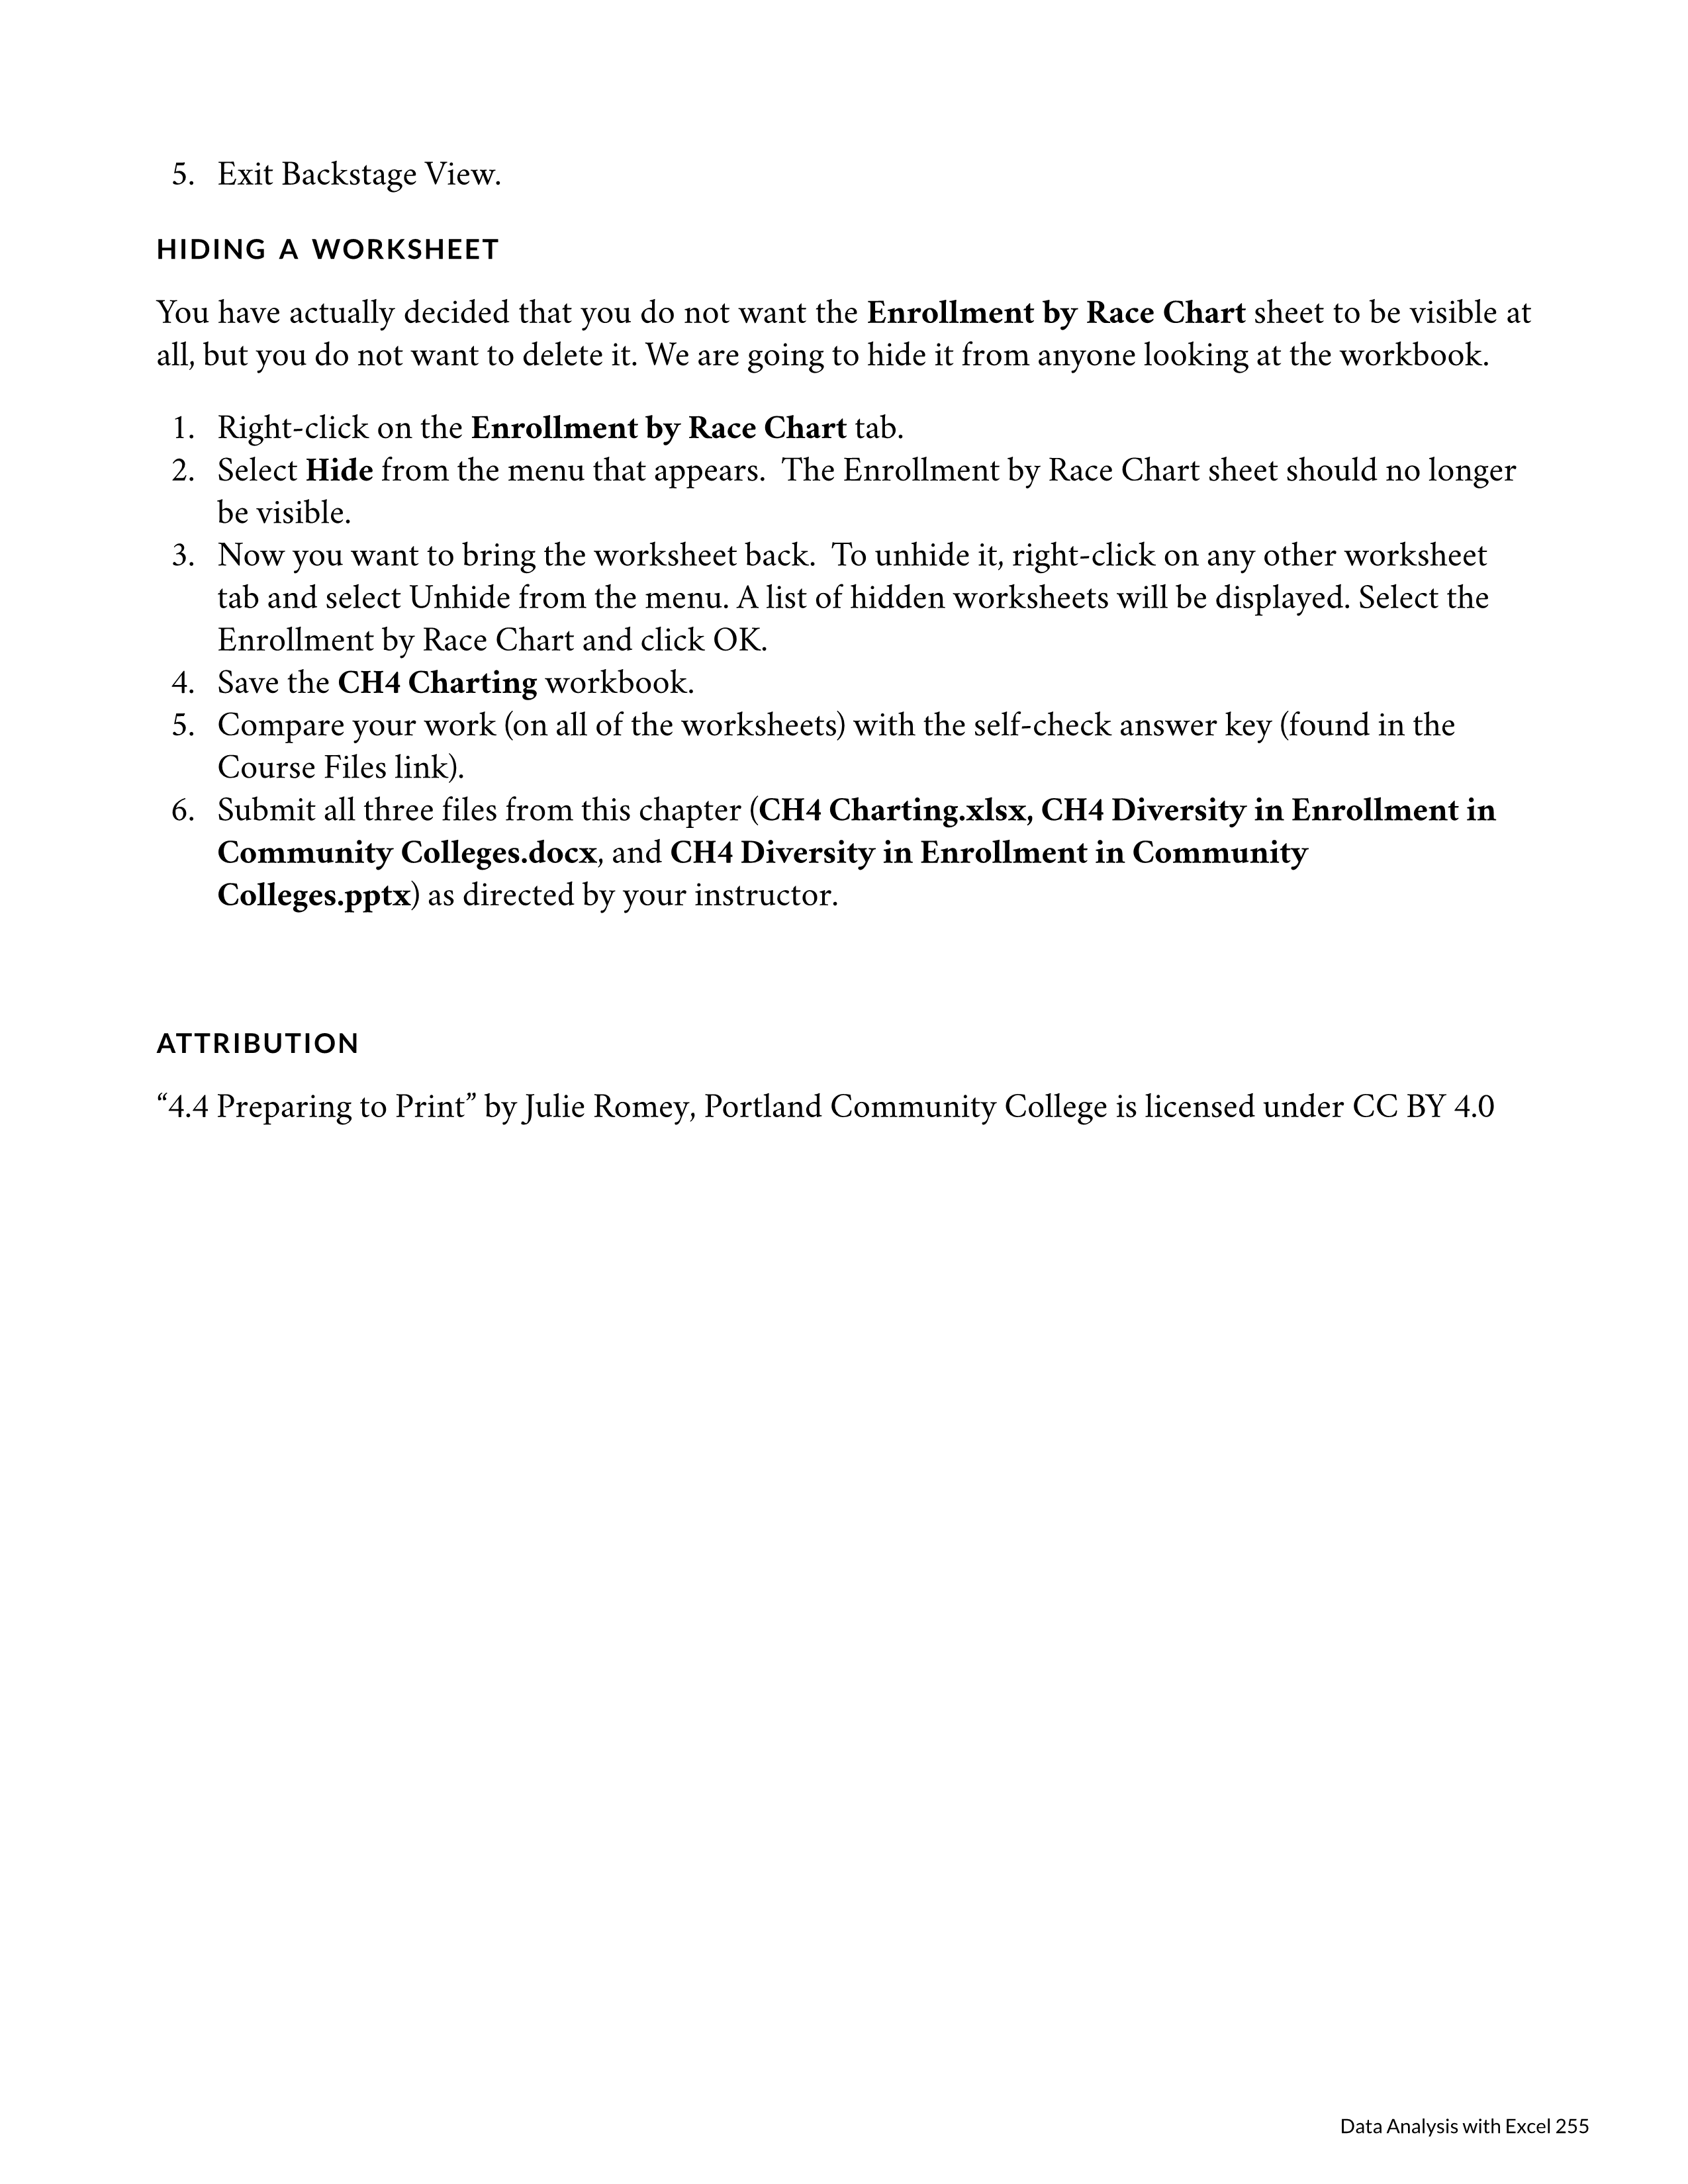 5. Exit Backstage View.
HIDING A WORKSHEET
You have actually decided that you do not want the Enrollment by Race Chart sheet to be visible at
all, but you do not want to delete it. We are going to hide it from anyone looking at the workbook.
1. Right-click on the Enrollment by Race Chart tab.
2. Select Hide from the menu that appears.  The Enrollment by Race Chart sheet should no longer
be visible.
3. Now you want to bring the worksheet back.  To unhide it, right-click on any other worksheet
tab and select Unhide from the menu. A list of hidden worksheets will be displayed. Select the
Enrollment by Race Chart and click OK.
4. Save the CH4 Charting workbook.
5. Compare your work (on all of the worksheets) with the self-check answer key (found in the
Course Files link).
6. Submit all three files from this chapter (CH4 Charting.xlsx, CH4 Diversity in Enrollment in
Community Colleges.docx, and CH4 Diversity in Enrollment in Community
Colleges.pptx) as directed by your instructor.
ATTRIBUTION
“4.4 Preparing to Print” by Julie Romey, Portland Community College is licensed under CC BY 4.0
Data Analysis with Excel 255